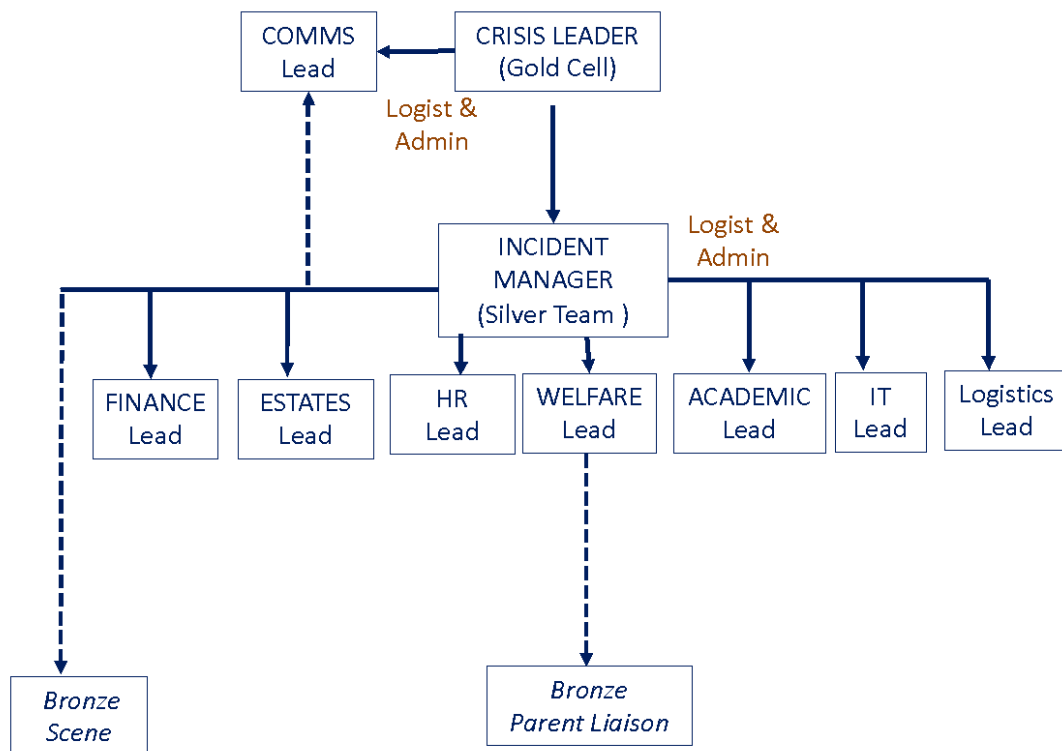 COMMS
Lead
CRISIS LEADER
(Gold Cell)
Logist &
Admin
INCIDENT
MANAGER
(Silver Team )
Logist &
Admin
FINANCE
Lead
ESTATES
Lead
HR
Lead
WELFARE
Lead
ACADEMIC
Lead
IT
Lead
Logistics
Lead
Bronze
Scene
Bronze
Parent Liaison